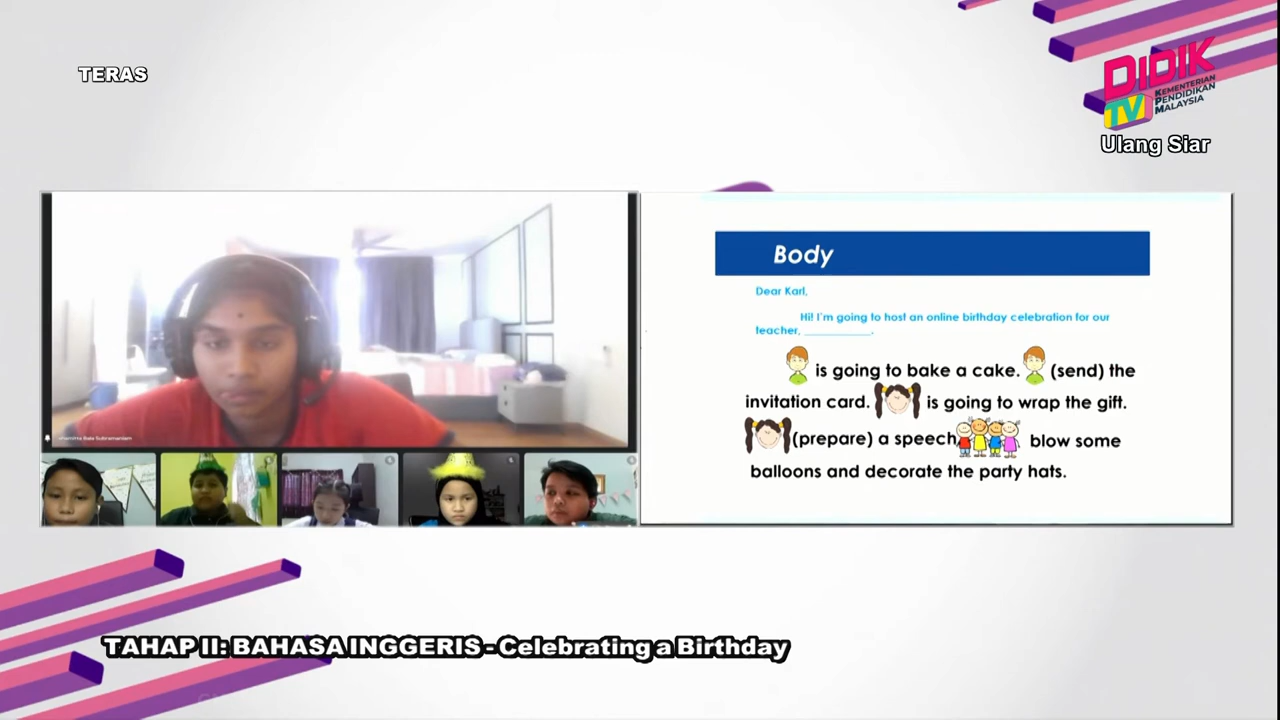 TERAS
DIDIK
TV
KEMENTERIAN
PENDIDIKAN
MALAYSIA
Ulang Siar
Body
Dear Karl,
Hi! I'm going to host an online birthday celebration for our
teacher, ___________.
is going to bake a cake. (send) the
invitation card. is going to wrap the gift.
(prepare) a speech blow some
balloons and decorate the party hats.
TAHAP II: BAHASA INGGERIS - Celebrating a Birthday